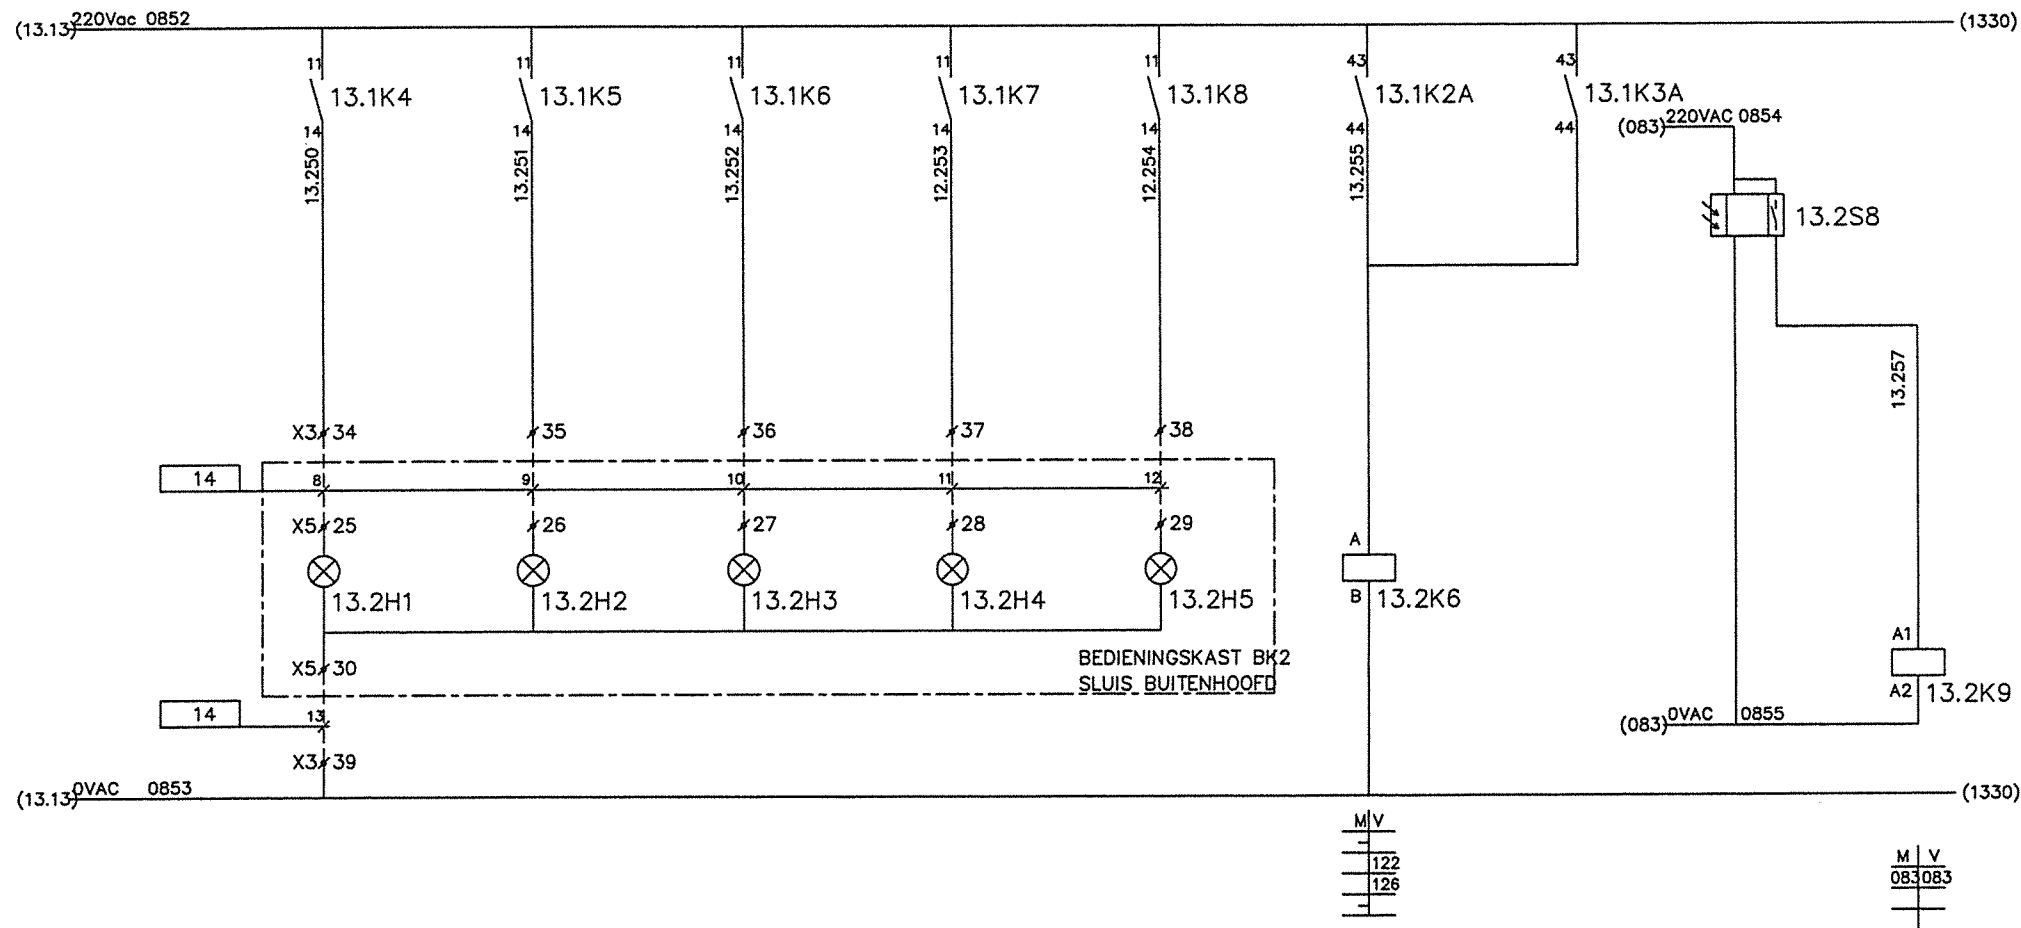 220Vac 0852
(13.13)
(1330)
11 11 11 11 11 43 43
13.1K4 13.1K5 13.1K6 13.1K7 13.1K8 13.1K2A 13.1K3A
220VAC 0854
(083)
14 14 14 14 14 44 44
13.250 13.251 13.252 12.253 12.254 13.255
13.2S8
13.257
X3 34 35 36 37 38
14 8 9 10 11 12
X5 25 26 27 28 29
A
13.2H1 13.2H2 13.2H3 13.2H4 13.2H5
B 13.2K6
A1
X5 30
BEDIENINGSKAST BK2
SLUIS BUITENHOOFD
A2 13.2K9
14 13
(083) 0VAC 0855
X3 39
(13.13) 0VAC 0853
(1330)
M V
122
126
M V
083 083